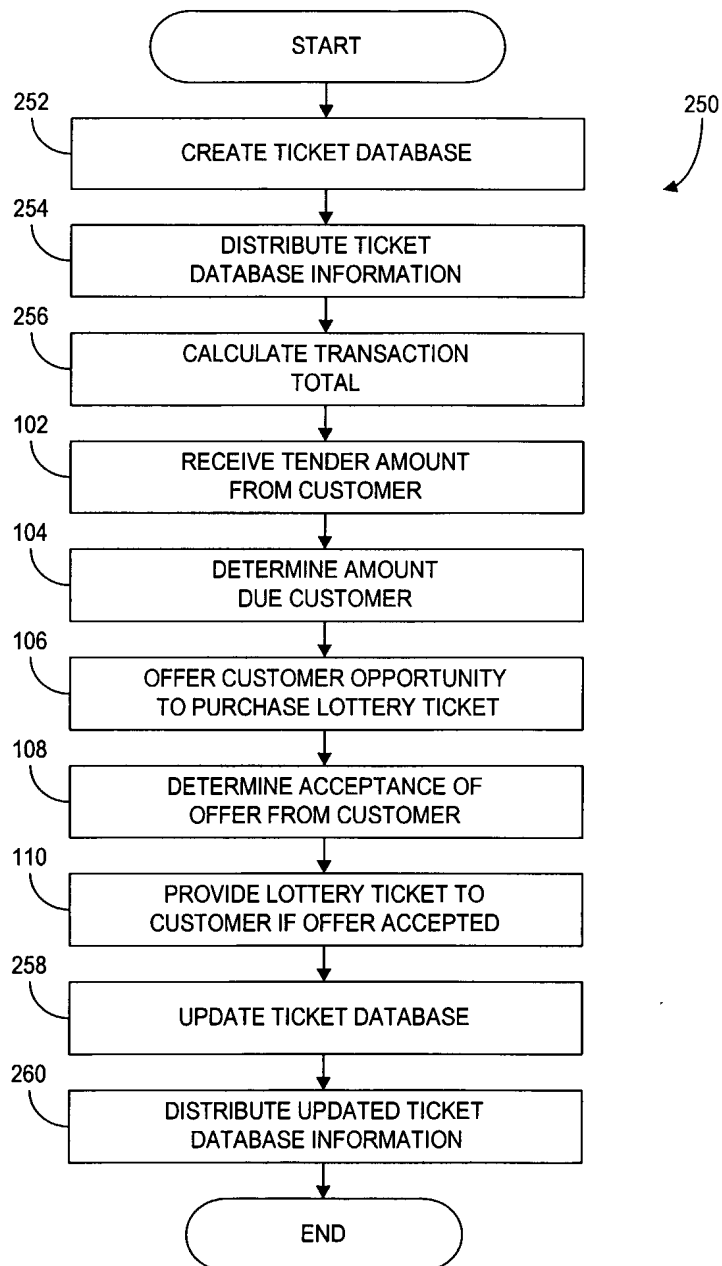 START
252
250
CREATE TICKET DATABASE
254
DISTRIBUTE TICKET
DATABASE INFORMATION
256
CALCULATE TRANSACTION
TOTAL
102
RECEIVE TENDER AMOUNT
FROM CUSTOMER
104
DETERMINE AMOUNT
DUE CUSTOMER
106
OFFER CUSTOMER OPPORTUNITY
TO PURCHASE LOTTERY TICKET
108
DETERMINE ACCEPTANCE OF
OFFER FROM CUSTOMER
110
PROVIDE LOTTERY TICKET TO
CUSTOMER IF OFFER ACCEPTED
258
UPDATE TICKET DATABASE
260
DISTRIBUTE UPDATED TICKET
DATABASE INFORMATION
END